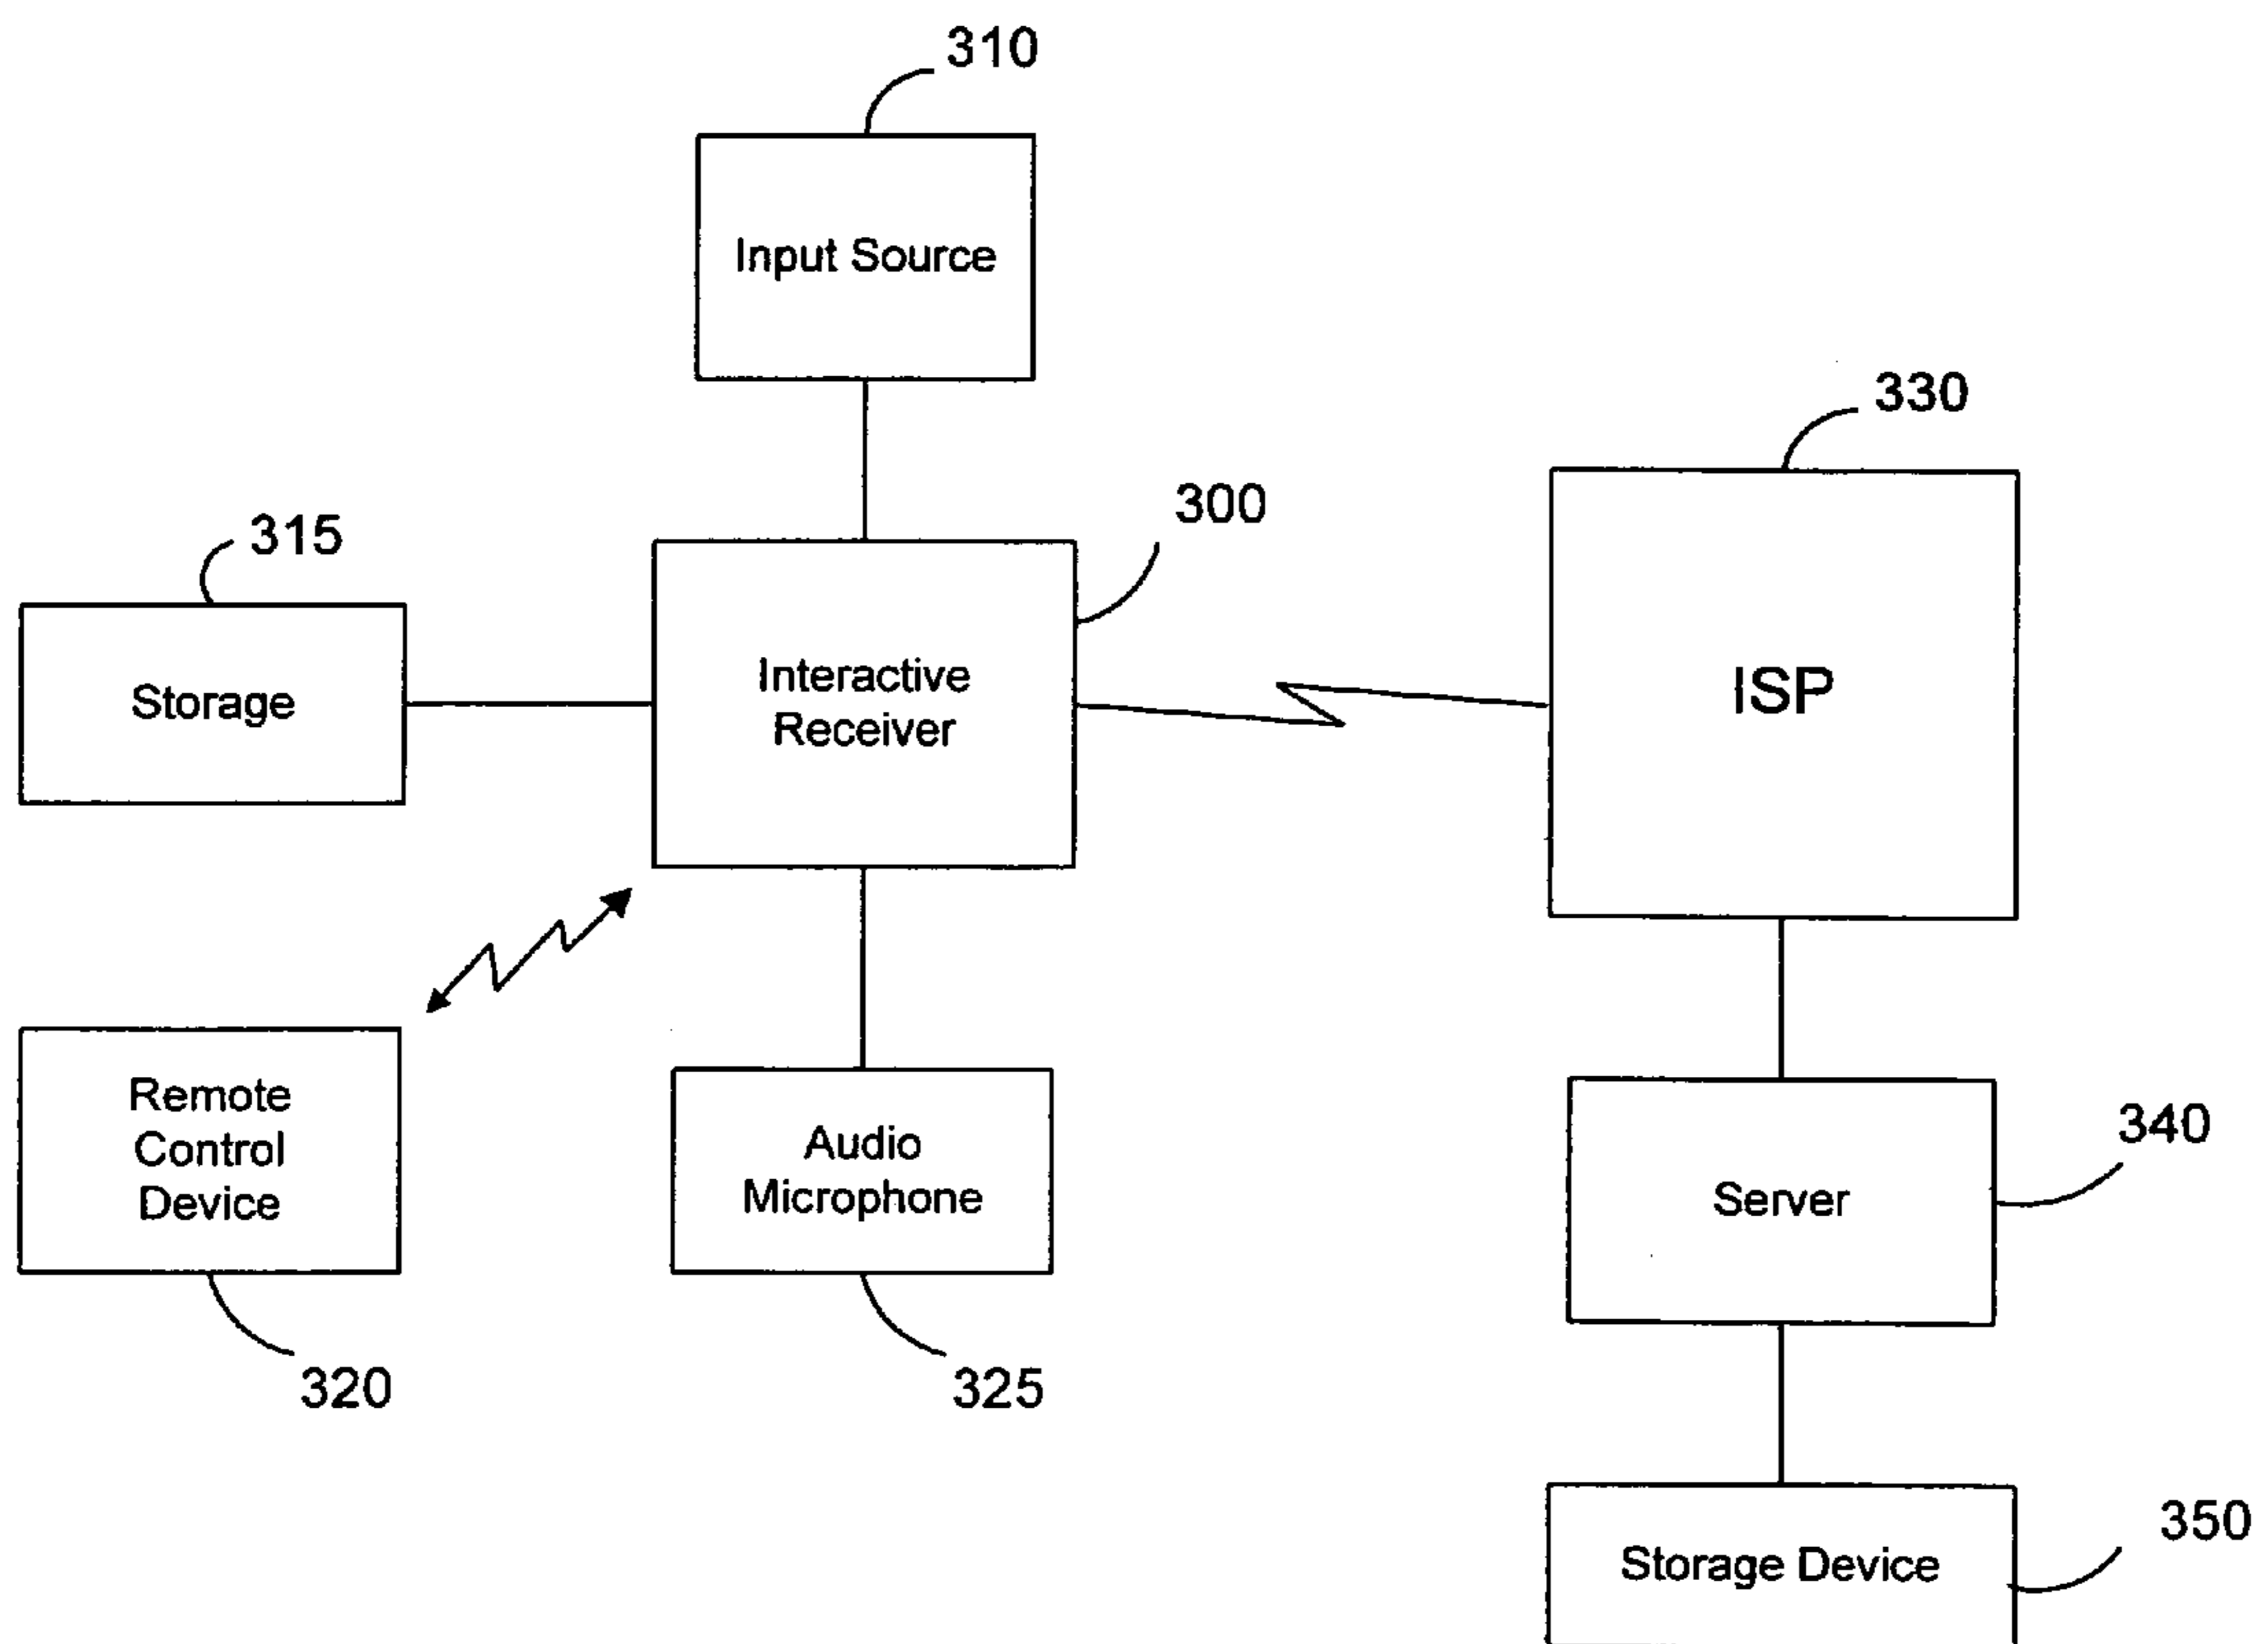 310
Input Source
330
300
315
Interactive
Receiver
Storage
ISP
Remote
Control
Device
Audio
Microphone
340
Server
320
325
350
Storage Device